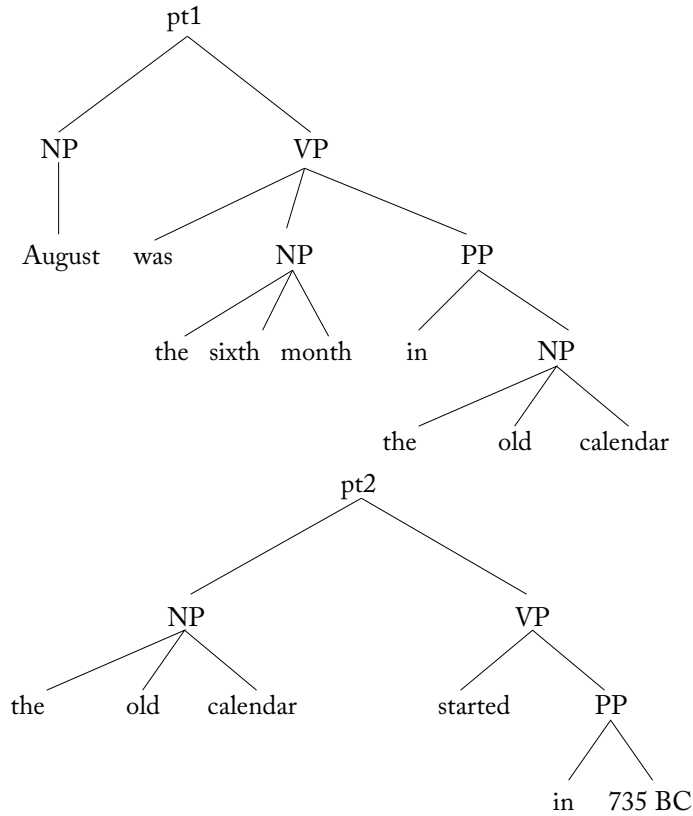 pt1
NP VP
August was NP PP
the sixth month in NP
the old calendar
pt2
NP VP
the old calendar started PP
in 735 BC